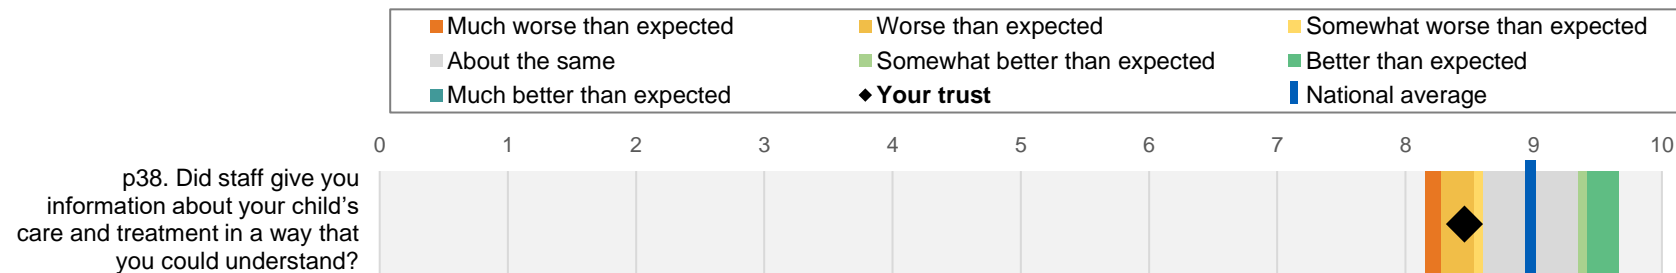 Much worse than expected
Worse than expected
Somewhat worse than expected
About the same
Somewhat better than expected
Better than expected
Much better than expected
Your trust
National average
0 1 2 3 4 5 6 7 8 9 10
p38. Did staff give you
information about your child’s
care and treatment in a way that
you could understand?